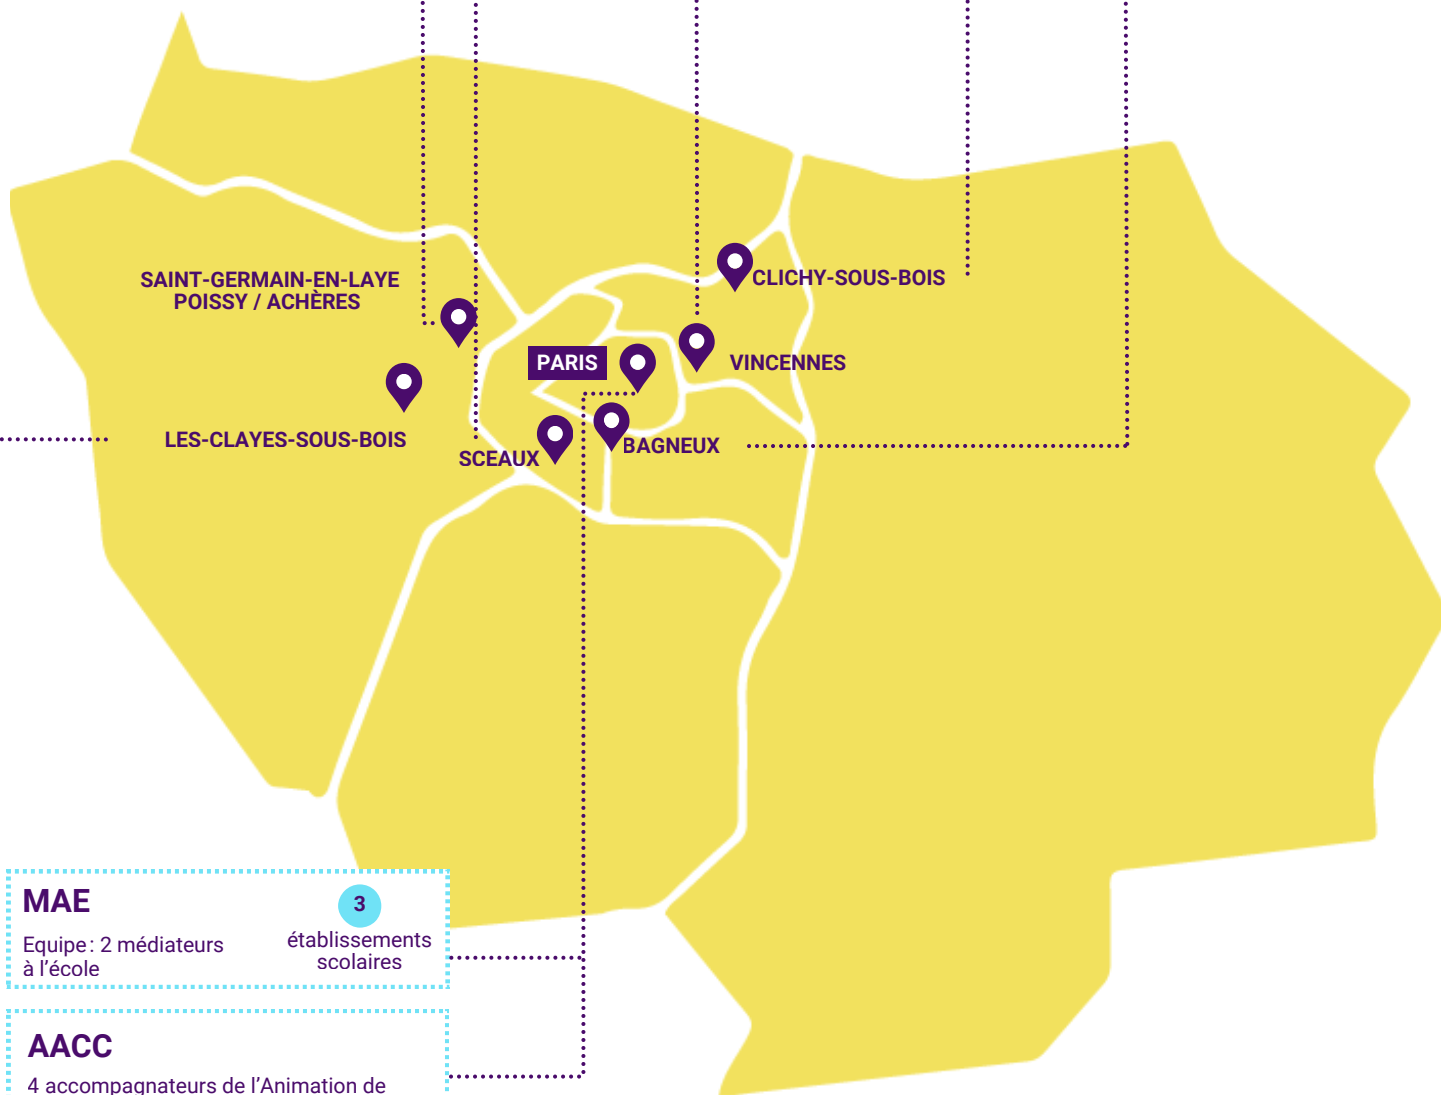 CLICHY-SOUS-BOIS
SAINT-GERMAIN-EN-LAYE
POISSY / ACHÈRES
PARIS
VINCENNES
LES-CLAYES-SOUS-BOIS
SCEAUX
BAGNEUX
MAE
3
Equipe : 2 médiateurs
à l’école
établissements
scolaires
AACC
4 accompagnateurs de l’Animation de